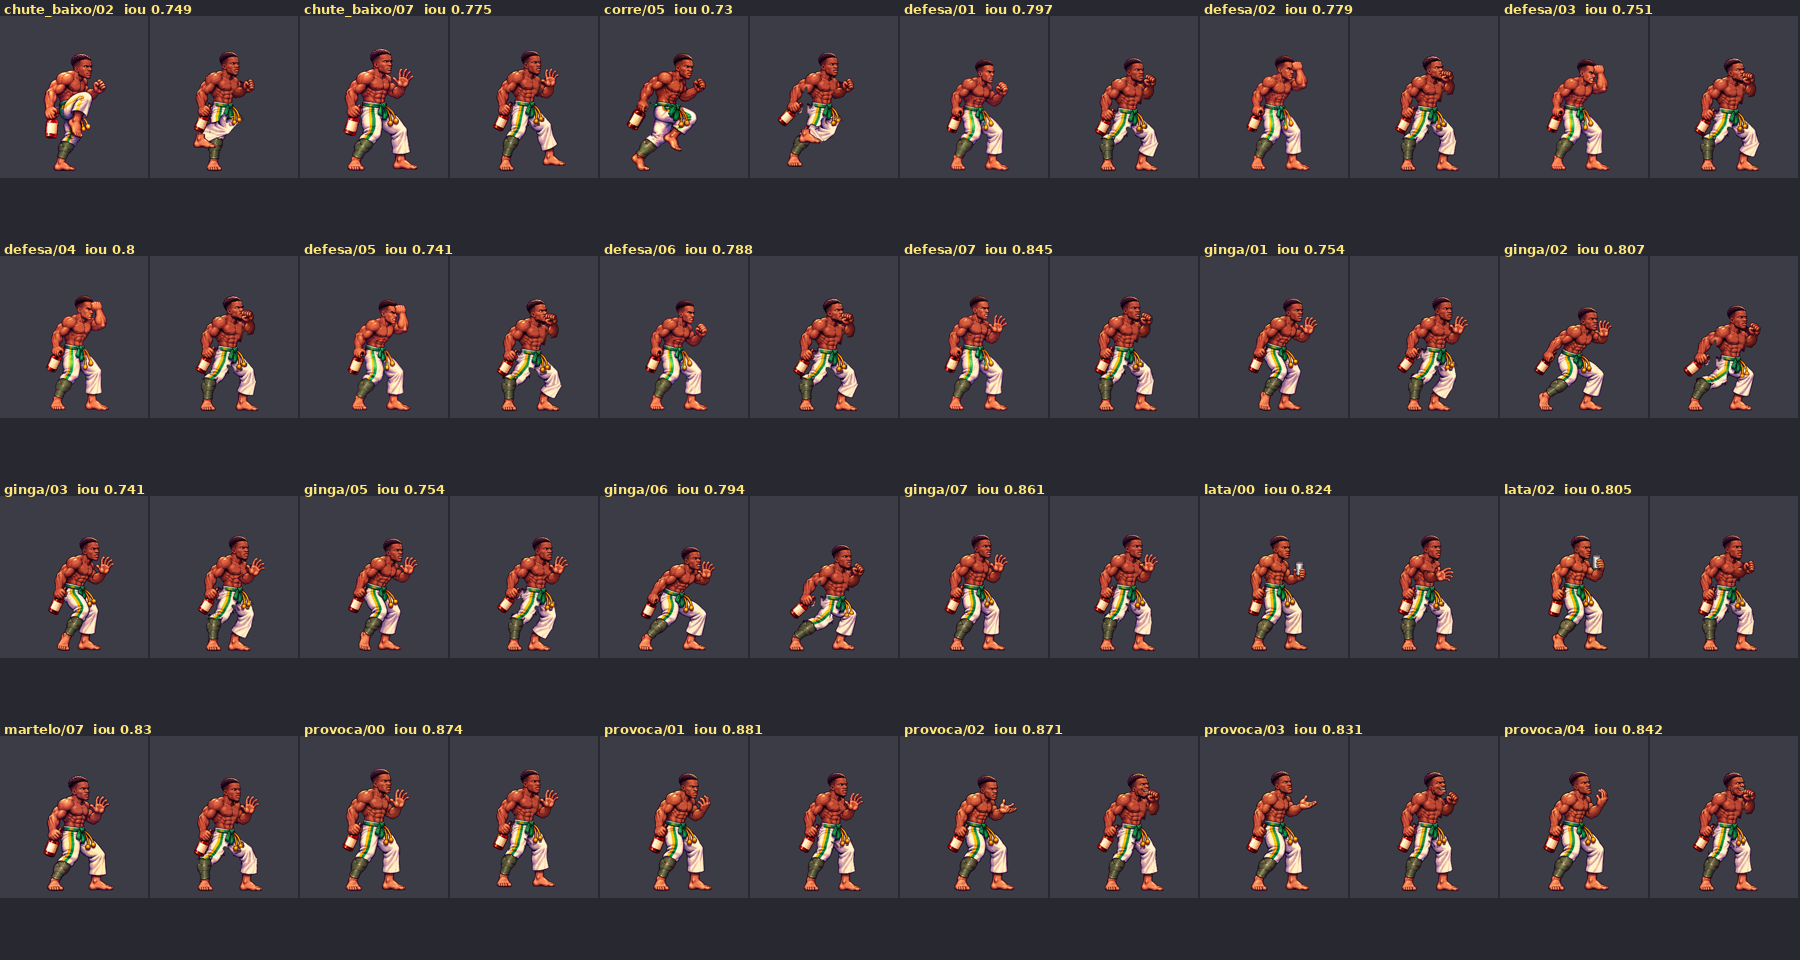 chute_baixo/02 iou 0.749
chute_baixo/07 iou 0.775
corre/05 iou 0.73
defesa/01 iou 0.797
defesa/02 iou 0.779
defesa/03 iou 0.751
defesa/04 iou 0.8
defesa/05 iou 0.741
defesa/06 iou 0.788
defesa/07 iou 0.845
ginga/01 iou 0.754
ginga/02 iou 0.807
ginga/03 iou 0.741
ginga/05 iou 0.754
ginga/06 iou 0.794
ginga/07 iou 0.861
lata/00 iou 0.824
lata/02 iou 0.805
martelo/07 iou 0.83
provoca/00 iou 0.874
provoca/01 iou 0.881
provoca/02 iou 0.871
provoca/03 iou 0.831
provoca/04 iou 0.842